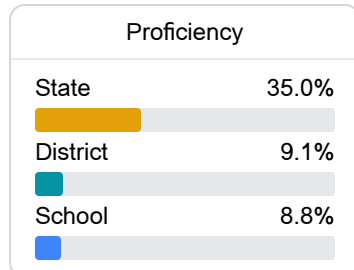 Proficiency
State 35.0%
District 9.1%
School 8.8%